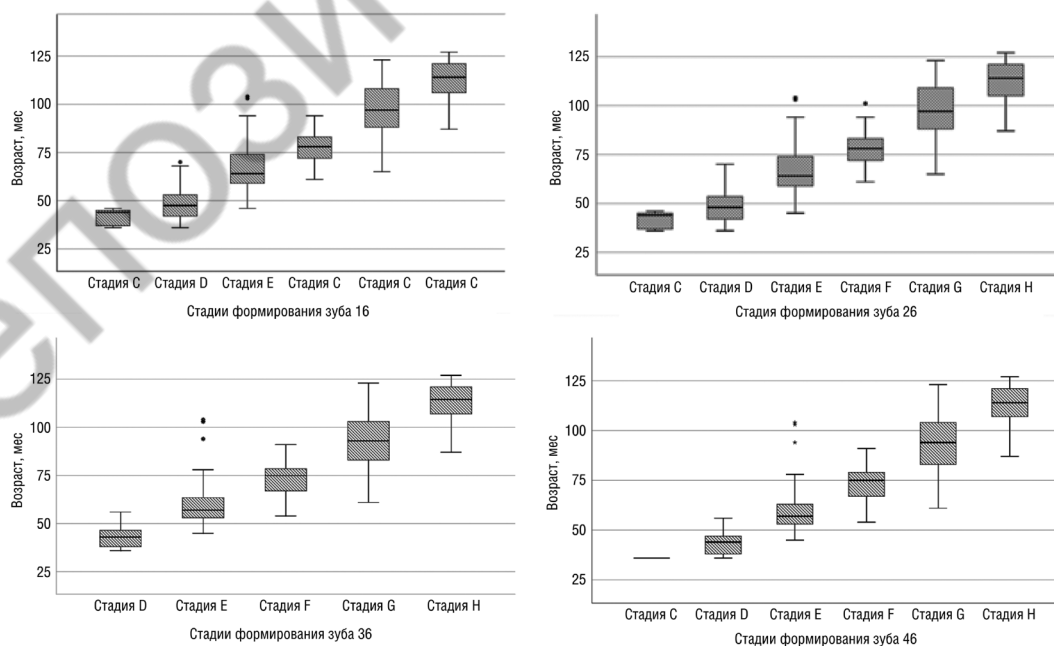 125
100
75
50
25
Возраст, мес
Стадия C Стадия D Стадия E Стадия C Стадия C Стадия C
Стадии формирования зуба 16
125
100
75
50
25
Возраст, мес
Стадия C Стадия D Стадия E Стадия F Стадия G Стадия H
Стадия формирования зуба 26
125
100
75
50
25
Возраст, мес
Стадия D Стадия E Стадия F Стадия G Стадия H
Стадии формирования зуба 36
125
100
75
50
25
Возраст, мес
Стадия C Стадия D Стадия E Стадия F Стадия G Стадия H
Стадии формирования зуба 46
епози